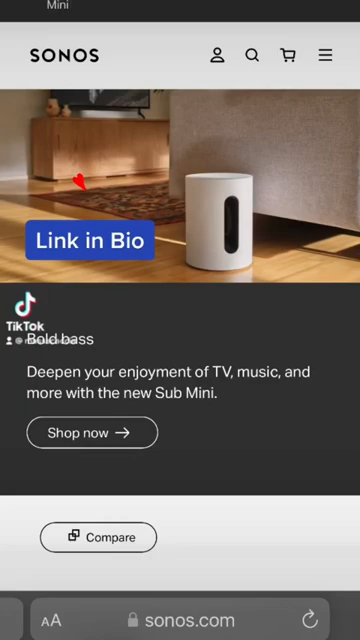 Mini
SONOS
Link in Bio
TikTok
Bold bass
Deepen your enjoyment of TV, music, and
more with the new Sub Mini.
Shop now
Compare
AA
sonos.com